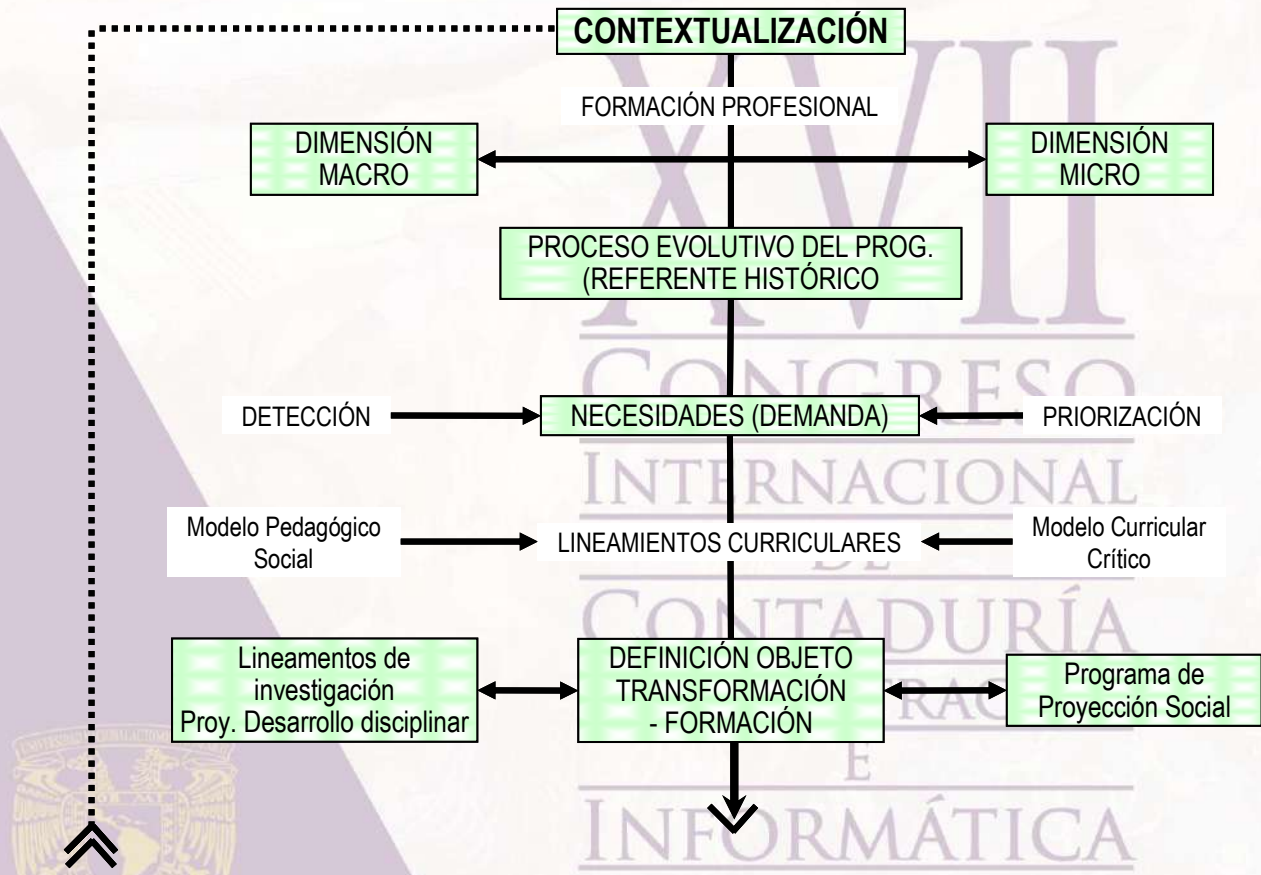 CONTEXTUALIZACIÓN
FORMACIÓN PROFESIONAL
DIMENSIÓN
MACRO
DIMENSIÓN
MICRO
PROCESO EVOLUTIVO DEL PROG.
(REFERENTE HISTÓRICO
DETECCIÓN
NECESIDADES (DEMANDA)
PRIORIZACIÓN
Modelo Pedagógico
Social
LINEAMIENTOS CURRICULARES
Modelo Curricular
Crítico
Lineamentos de
investigación
Proy. Desarrollo disciplinar
DEFINICIÓN OBJETO
TRANSFORMACIÓN
- FORMACIÓN
Programa de
Proyección Social
XVII
CONGRESO
INTERNACIONAL
DE
CONTADURÍA
E
INFORMÁTICA